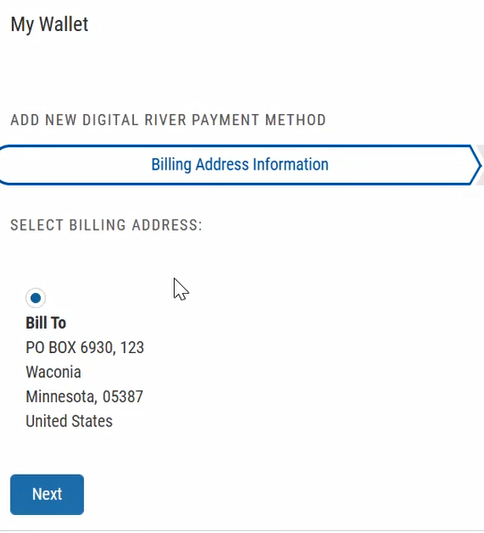 My Wallet
ADD NEW DIGITAL RIVER PAYMENT METHOD
Billing Address Information
SELECT BILLING ADDRESS:
Bill To
PO BOX 6930, 123
Waconia
Minnesota, 05387
United States
Next